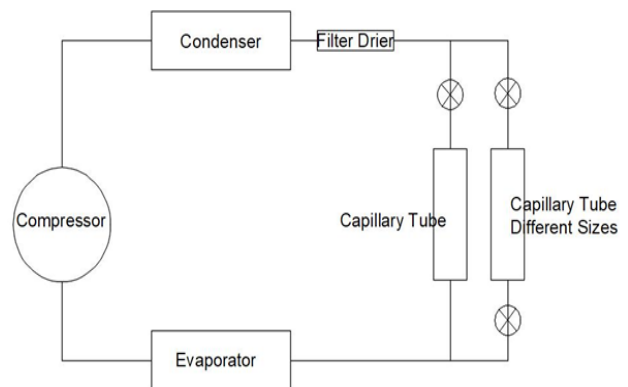 Condenser
Filter Drier
Compressor
Capillary Tube
Capillary Tube
Different Sizes
Evaporator